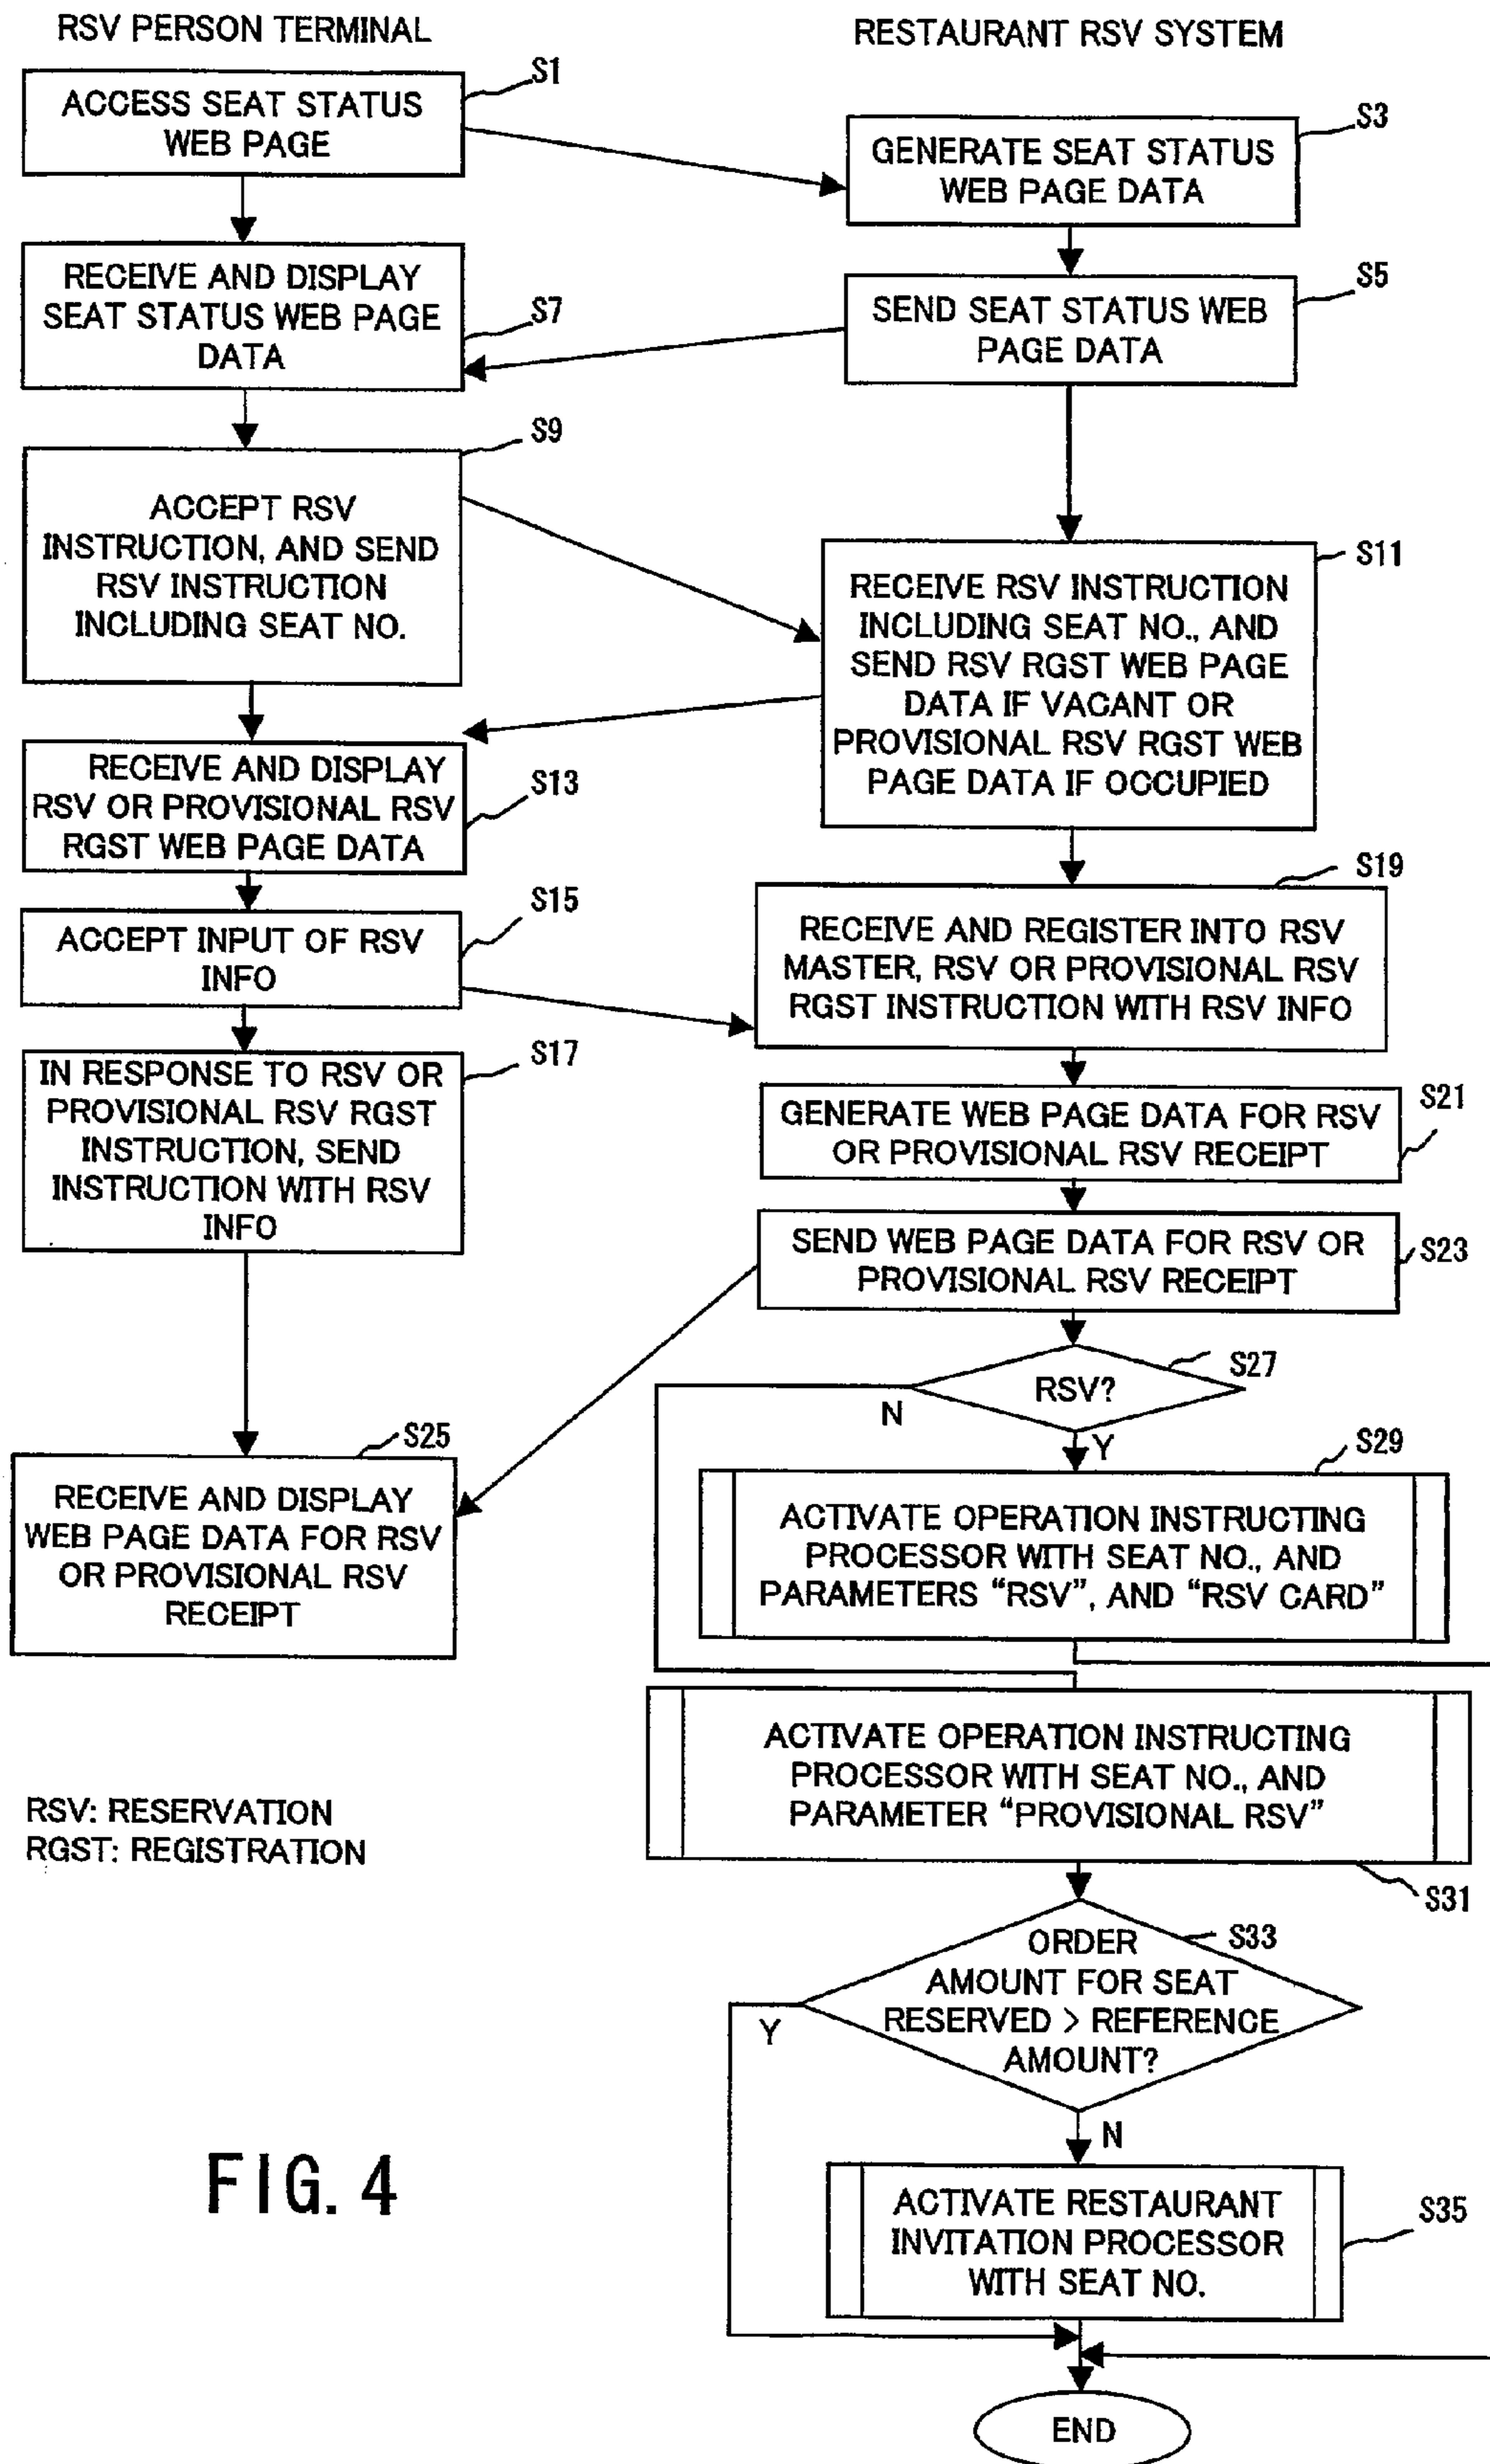 RSV PERSON TERMINAL
RESTAURANT RSV SYSTEM
S1
ACCESS SEAT STATUS
WEB PAGE
S3
GENERATE SEAT STATUS
WEB PAGE DATA
S5
SEND SEAT STATUS WEB
PAGE DATA
S7
RECEIVE AND DISPLAY
SEAT STATUS WEB PAGE
DATA
S9
ACCEPT RSV
INSTRUCTION, AND SEND
RSV INSTRUCTION
INCLUDING SEAT NO.
S11
RECEIVE RSV INSTRUCTION
INCLUDING SEAT NO., AND
SEND RSV RGST WEB PAGE
DATA IF VACANT OR
PROVISIONAL RSV RGST WEB
PAGE DATA IF OCCUPIED
S13
RECEIVE AND DISPLAY
RSV OR PROVISIONAL RSV
RGST WEB PAGE DATA
S15
ACCEPT INPUT OF RSV
INFO
S17
IN RESPONSE TO RSV OR
PROVISIONAL RSV RGST
INSTRUCTION, SEND
INSTRUCTION WITH RSV
INFO
S19
RECEIVE AND REGISTER INTO RSV
MASTER, RSV OR PROVISIONAL RSV
RGST INSTRUCTION WITH RSV INFO
S21
GENERATE WEB PAGE DATA FOR RSV
OR PROVISIONAL RSV RECEIPT
S23
SEND WEB PAGE DATA FOR RSV OR
PROVISIONAL RSV RECEIPT
S25
RECEIVE AND DISPLAY
WEB PAGE DATA FOR RSV
OR PROVISIONAL RSV
RECEIPT
S27
RSV?
N
Y
S29
ACTIVATE OPERATION INSTRUCTING
PROCESSOR WITH SEAT NO., AND
PARAMETERS “RSV”, AND “RSV CARD”
ACTIVATE OPERATION INSTRUCTING
PROCESSOR WITH SEAT NO., AND
PARAMETER “PROVISIONAL RSV”
S31
RSV: RESERVATION
RGST: REGISTRATION
S33
ORDER
AMOUNT FOR SEAT
RESERVED > REFERENCE
AMOUNT?
Y
N
S35
ACTIVATE RESTAURANT
INVITATION PROCESSOR
WITH SEAT NO.
END
FIG. 4